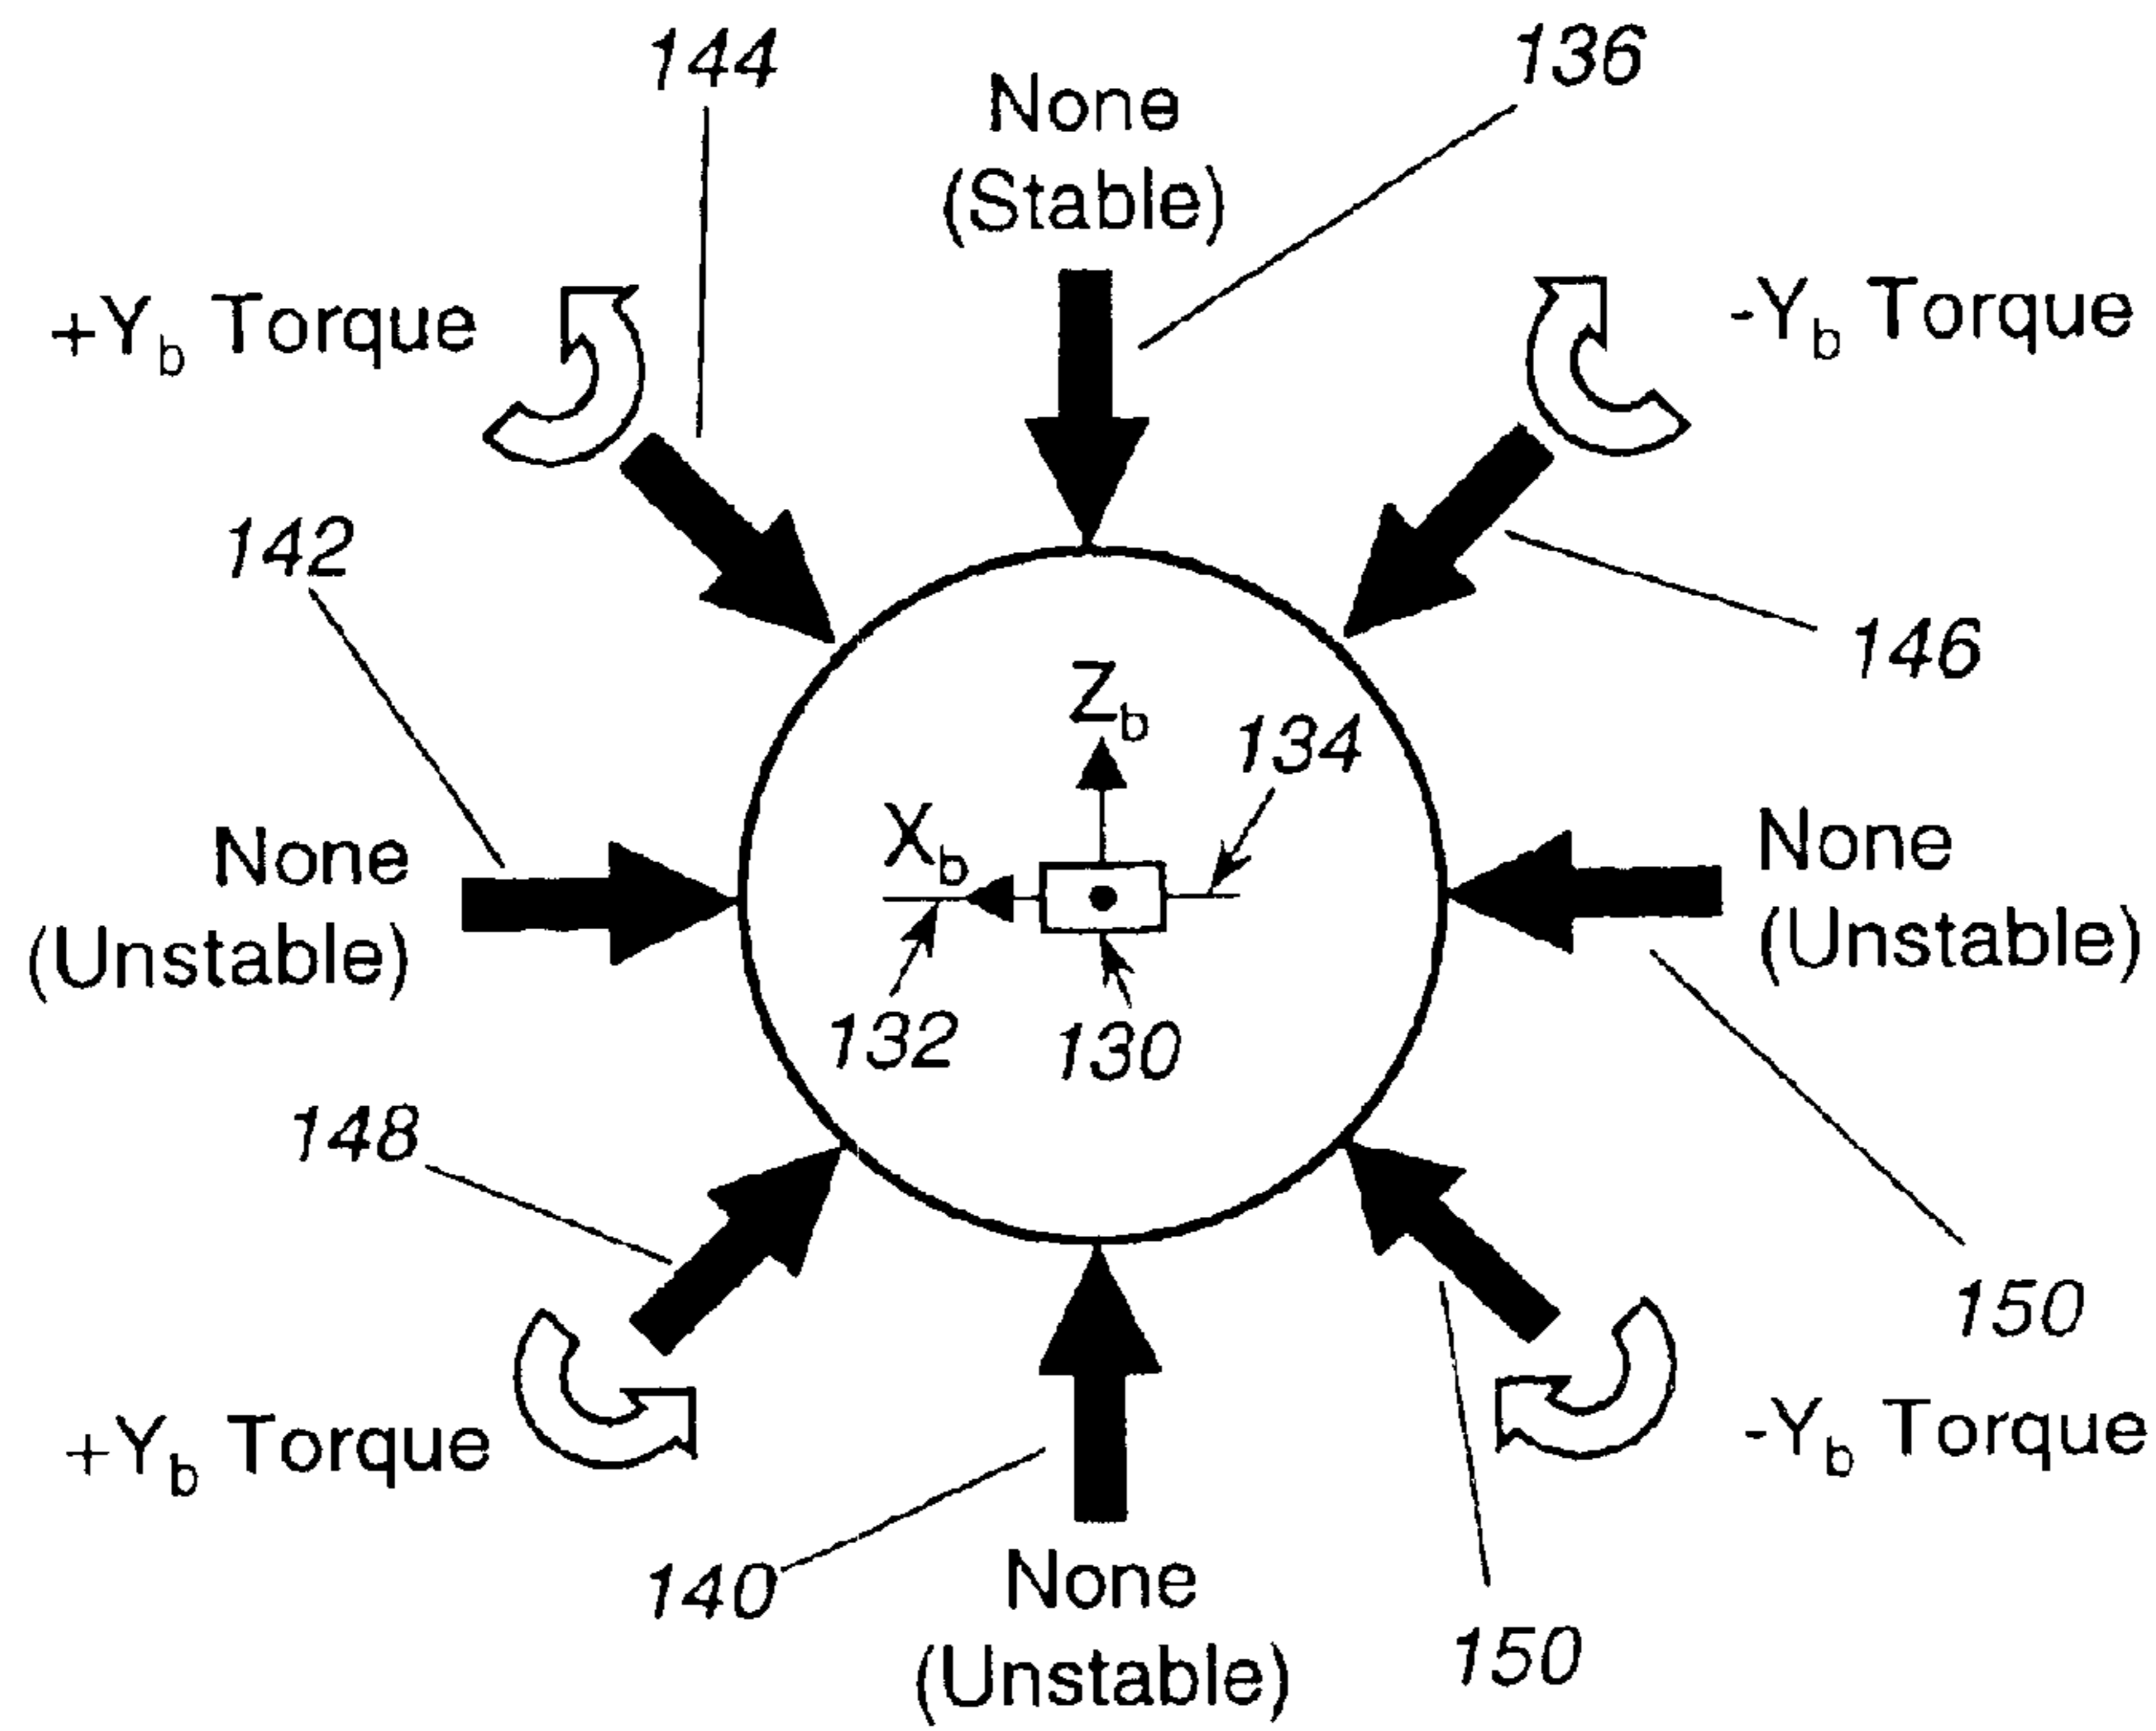 144
136
None
(Stable)
+Yb Torque
-Yb Torque
142
146
Zb
134
Xb
None
(Unstable)
None
(Unstable)
132
130
148
150
+Yb Torque
-Yb Torque
140
None
(Unstable)
150